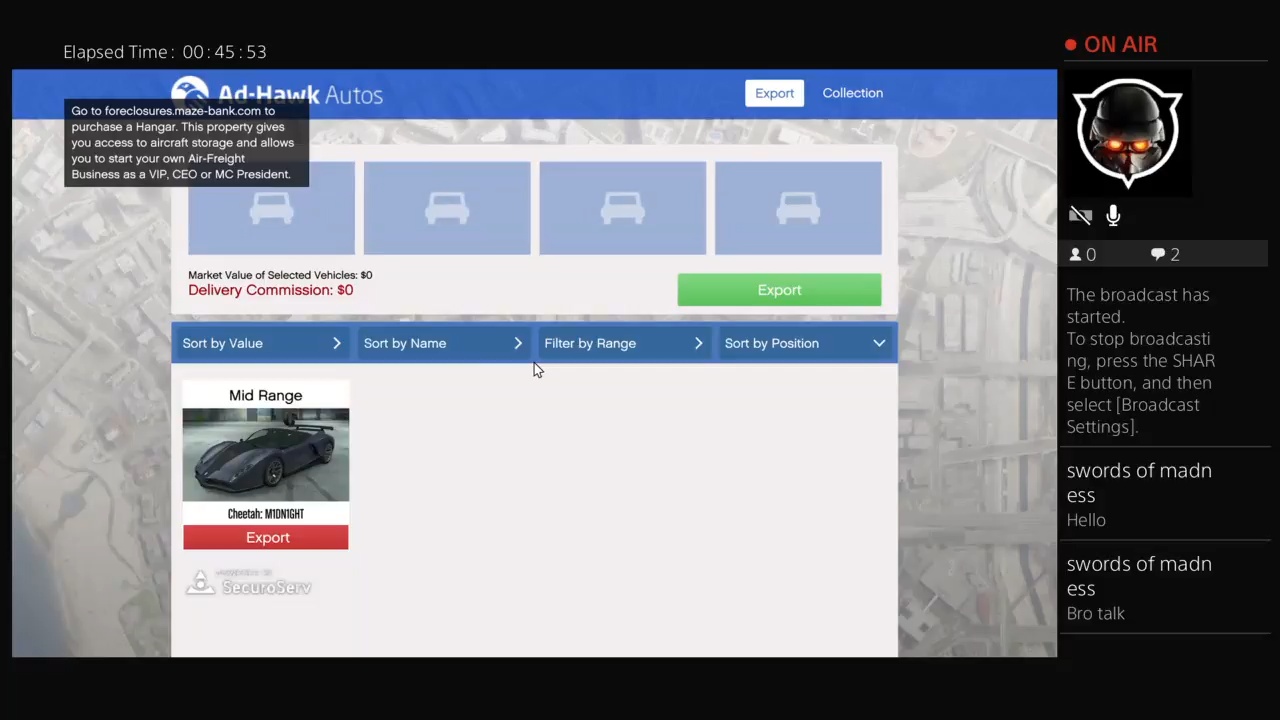 Elapsed Time: 00:45:53
ON AIR
Ad-Hawk Autos
Export
Collection
Go to foreclosures.maze-bank.com to
purchase a Hangar. This property gives
you access to aircraft storage and allows
you to start your own Air-Freight
Business as a VIP, CEO or MC President.
Market Value of Selected Vehicles: $0
Delivery Commission: $0
Export
Sort by Value
Sort by Name
Filter by Range
Sort by Position
Mid Range
Cheetah: M1DN1GHT
Export
SecuroServ
0
2
The broadcast has
started.
To stop broadcasti
ng, press the SHAR
E button, and then
select [Broadcast
Settings].
swords of madn
ess
Hello
swords of madn
ess
Bro talk